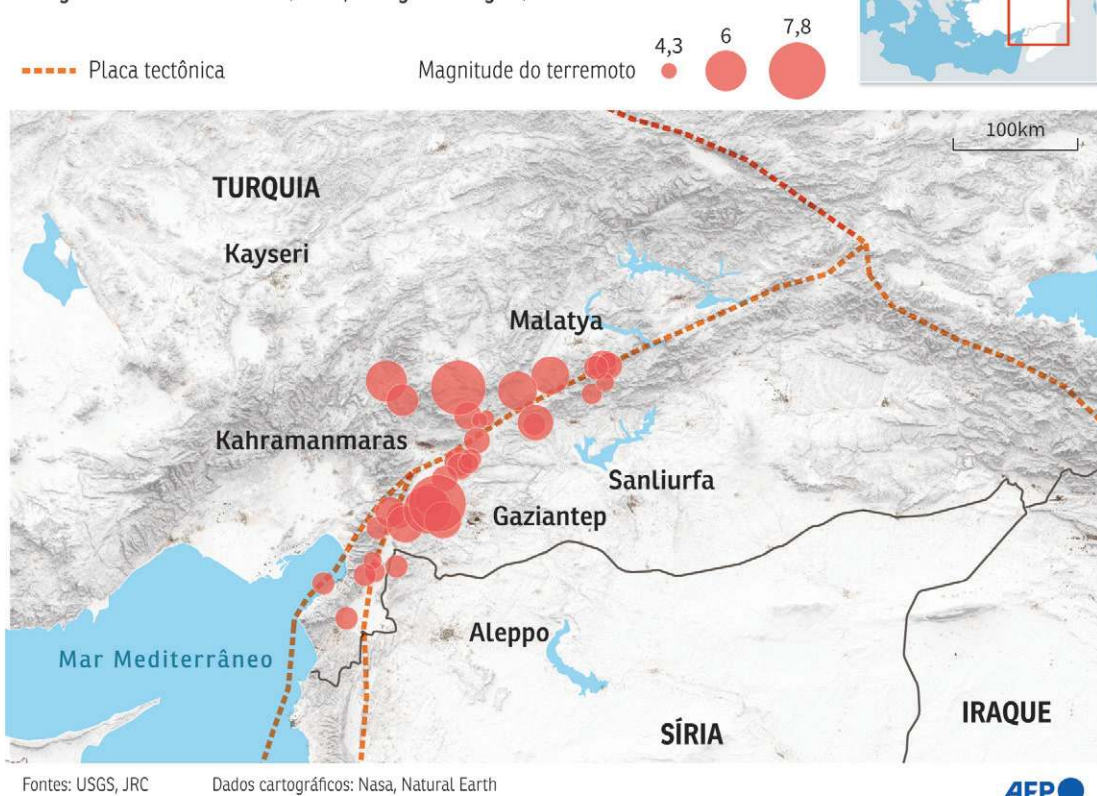 Placa tectônica
Magnitude do terremoto
4,3
6
7,8
100km
TURQUIA
Kayseri
Malatya
Kahramanmaras
Sanliurfa
Gaziantep
Aleppo
Mar Mediterrâneo
SÍRIA
IRAQUE
Fontes: USGS, JRC
Dados cartográficos: Nasa, Natural Earth
AFP